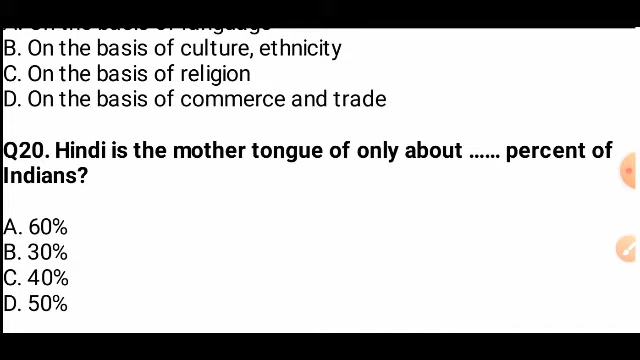 B. On the basis of culture, ethnicity
C. On the basis of religion
D. On the basis of commerce and trade
Q20. Hindi is the mother tongue of only about ...... percent of
Indians?
A. 60%
B. 30%
C. 40%
D. 50%